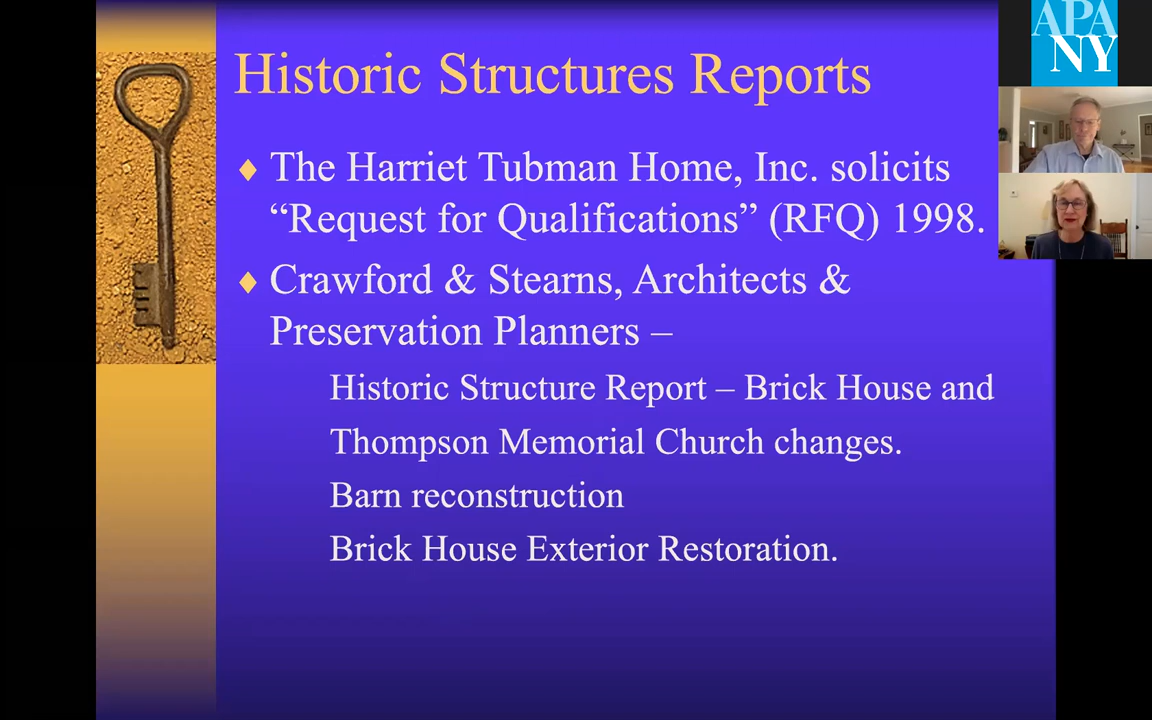 APA
NY
Historic Structures Reports
The Harriet Tubman Home, Inc. solicits
“Request for Qualifications” (RFQ) 1998.
Crawford & Stearns, Architects &
Preservation Planners –
Historic Structure Report – Brick House and
Thompson Memorial Church changes.
Barn reconstruction
Brick House Exterior Restoration.